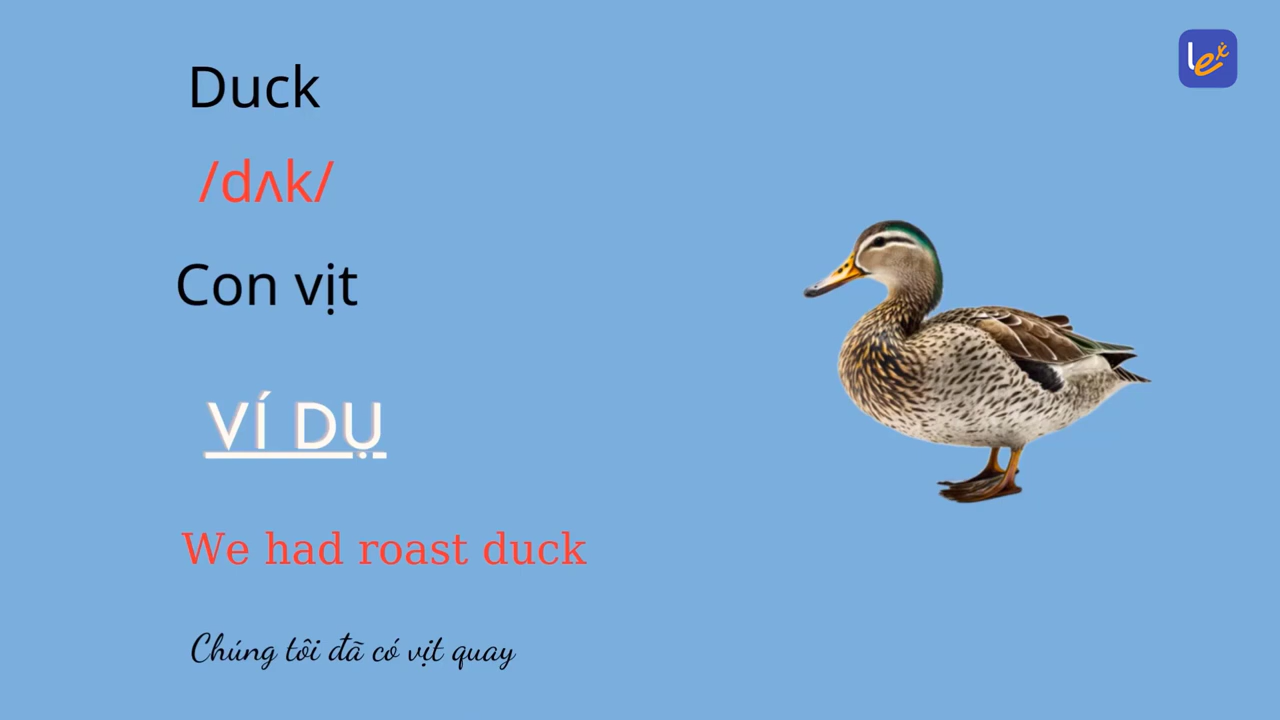 Duck
/dʌk/
Con vịt
VÍ DỤ
We had roast duck
Chúng tôi đã có vịt quay